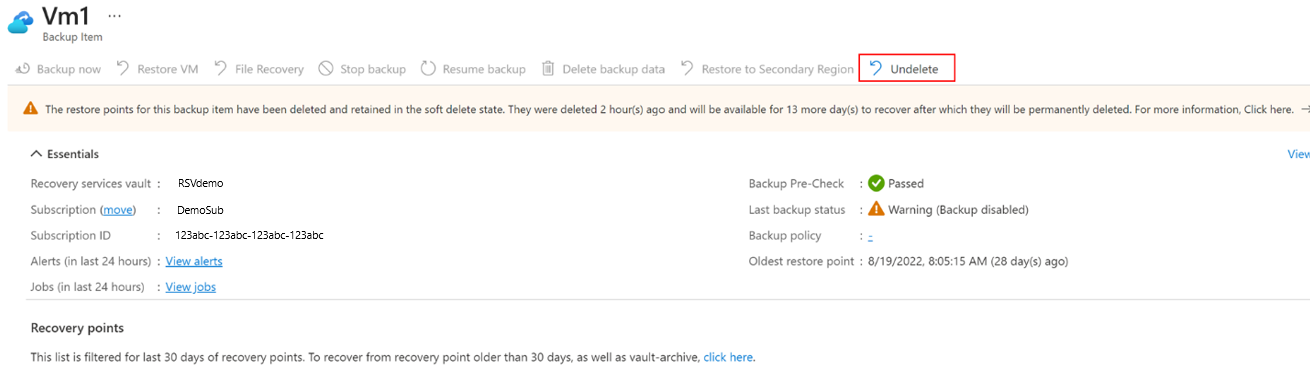 Vm1 ...
Backup Item
Backup now Restore VM File Recovery Stop backup Resume backup Delete backup data Restore to Secondary Region Undelete
The restore points for this backup item have been deleted and retained in the soft delete state. They were deleted 2 hour(s) ago and will be available for 13 more day(s) to recover after which they will be permanently deleted. For more information, Click here. →
Essentials View
Recovery services vault : RSVdemo Backup Pre-Check : Passed
Subscription (move) : DemoSub Last backup status : Warning (Backup disabled)
Subscription ID : 123abc-123abc-123abc-123abc Backup policy : -
Alerts (in last 24 hours) : View alerts Oldest restore point : 8/19/2022, 8:05:15 AM (28 day(s) ago)
Jobs (in last 24 hours) : View jobs
Recovery points
This list is filtered for last 30 days of recovery points. To recover from recovery point older than 30 days, as well as vault-archive, click here.